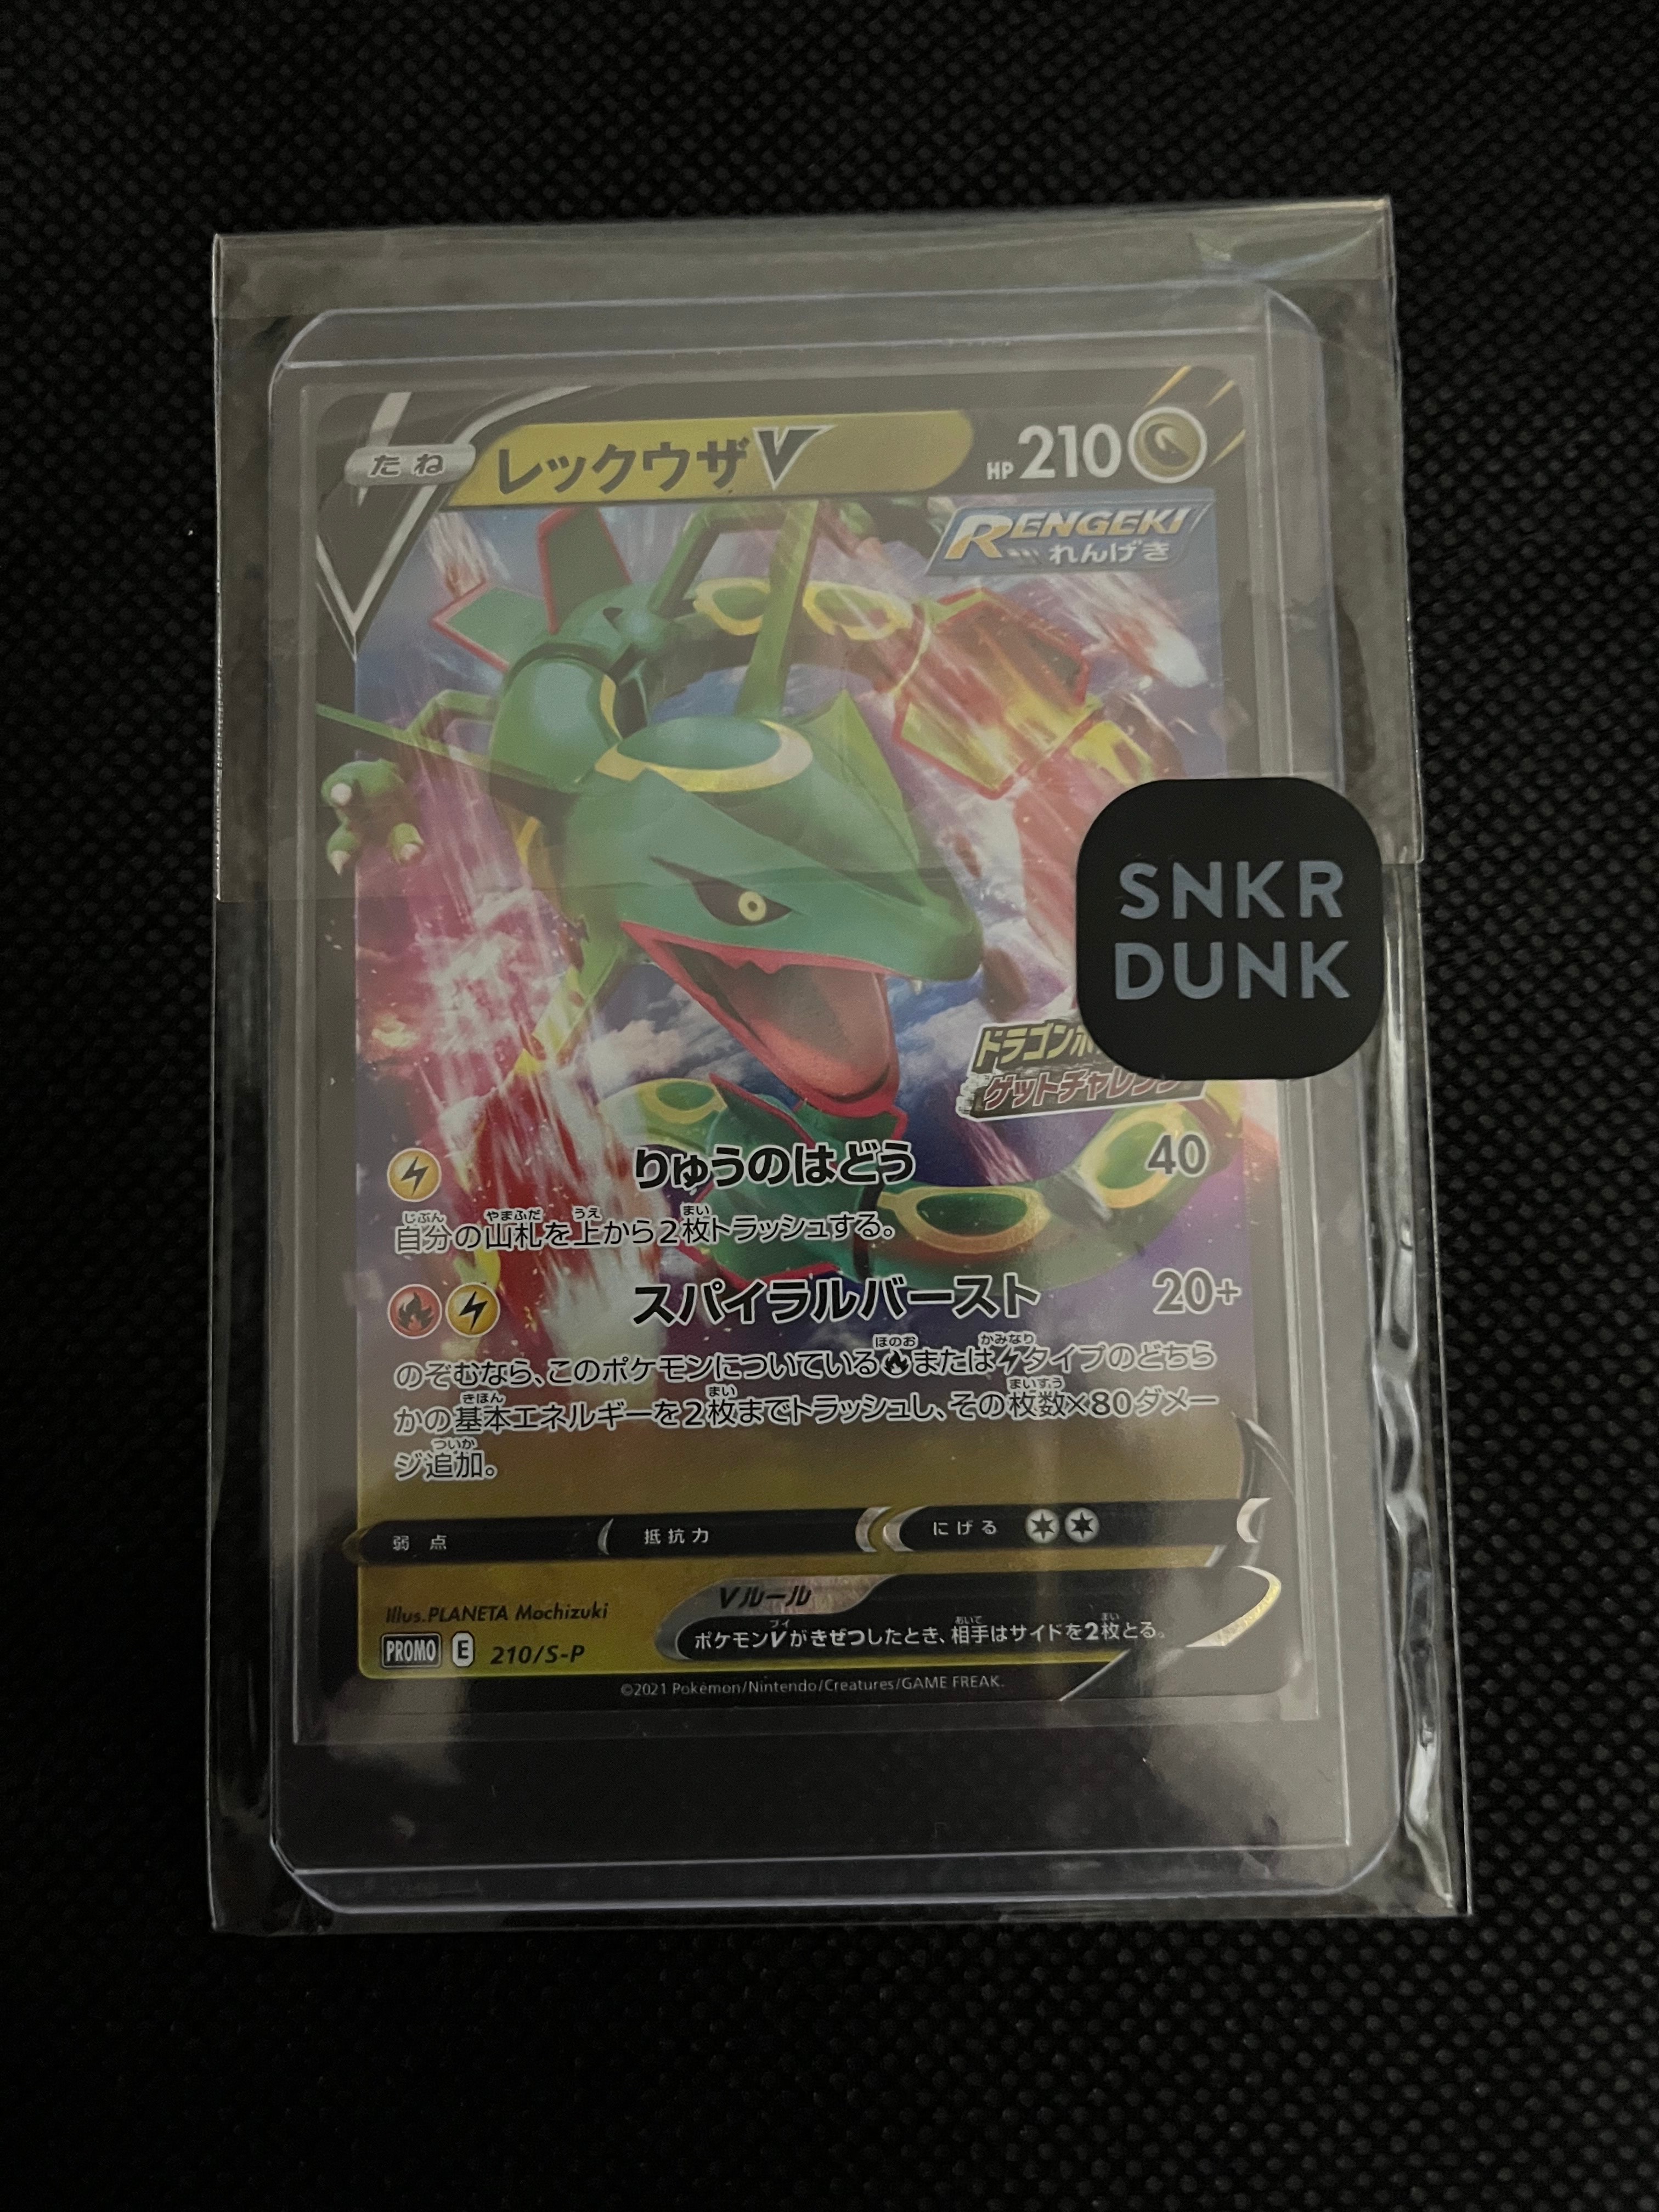 たね
レックウザV
HP 210
RENGEKI
れんげき
SNKR
DUNK
ドラゴン
ゲットチャレン
りゅうのはどう 40
自分の山札を上から2枚トラッシュする。
スパイラルバースト 20+
のぞむなら、このポケモンについているまたはタイプのどちら
かの基本エネルギーを2枚までトラッシュし、その枚数×80ダメー
ジ追加。
弱点 抵抗力 にげる
Illus.PLANETA Mochizuki
Vルール
ポケモンVがきぜつしたとき、相手はサイドを2枚とる。
PROMO E 210/S-P
©2021 Pokémon/Nintendo/Creatures/GAME FREAK.